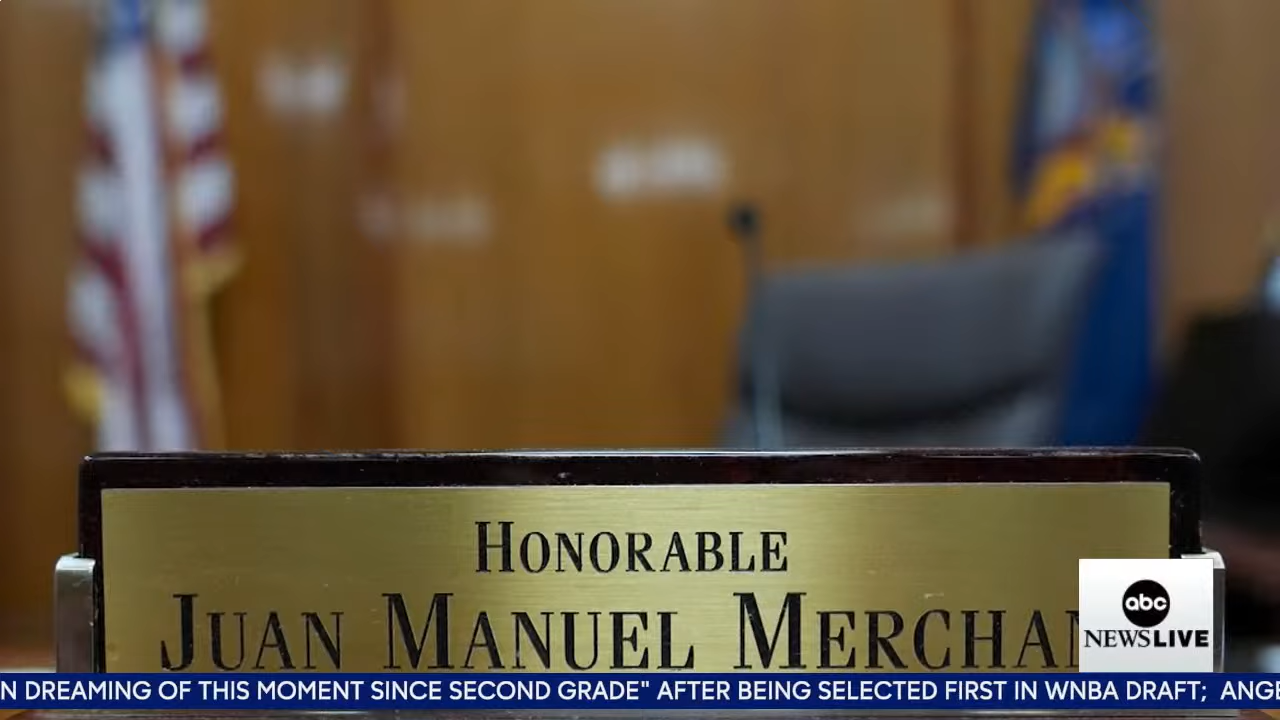 HONORABLE
JUAN MANUEL MERCHAN
abc
NEWSLIVE
N DREAMING OF THIS MOMENT SINCE SECOND GRADE" AFTER BEING SELECTED FIRST IN WNBA DRAFT; ANGE